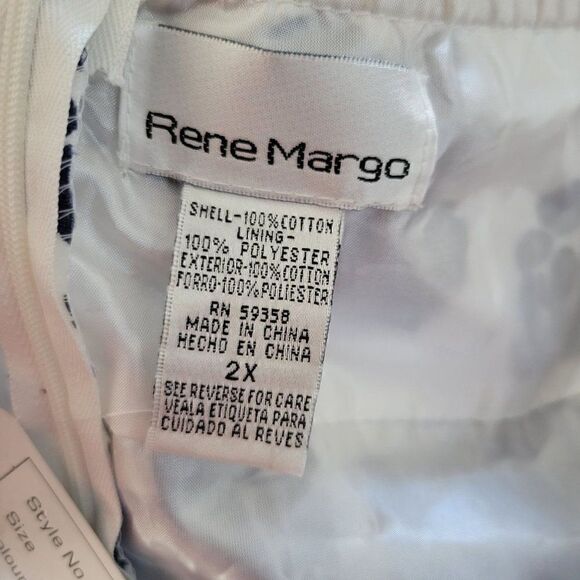 Rene Margo
SHELL-100%COTTON
LINING-
100% POLYESTER
EXTERIOR-100%COTTON
FORRO-100%POLIESTER
RN 59358
MADE IN CHINA
HECHO EN CHINA
2X
SEE REVERSE FOR CARE
VEALA ETIQUETA PARA
CUIDADO AL REVES
Style No
Size
Colour